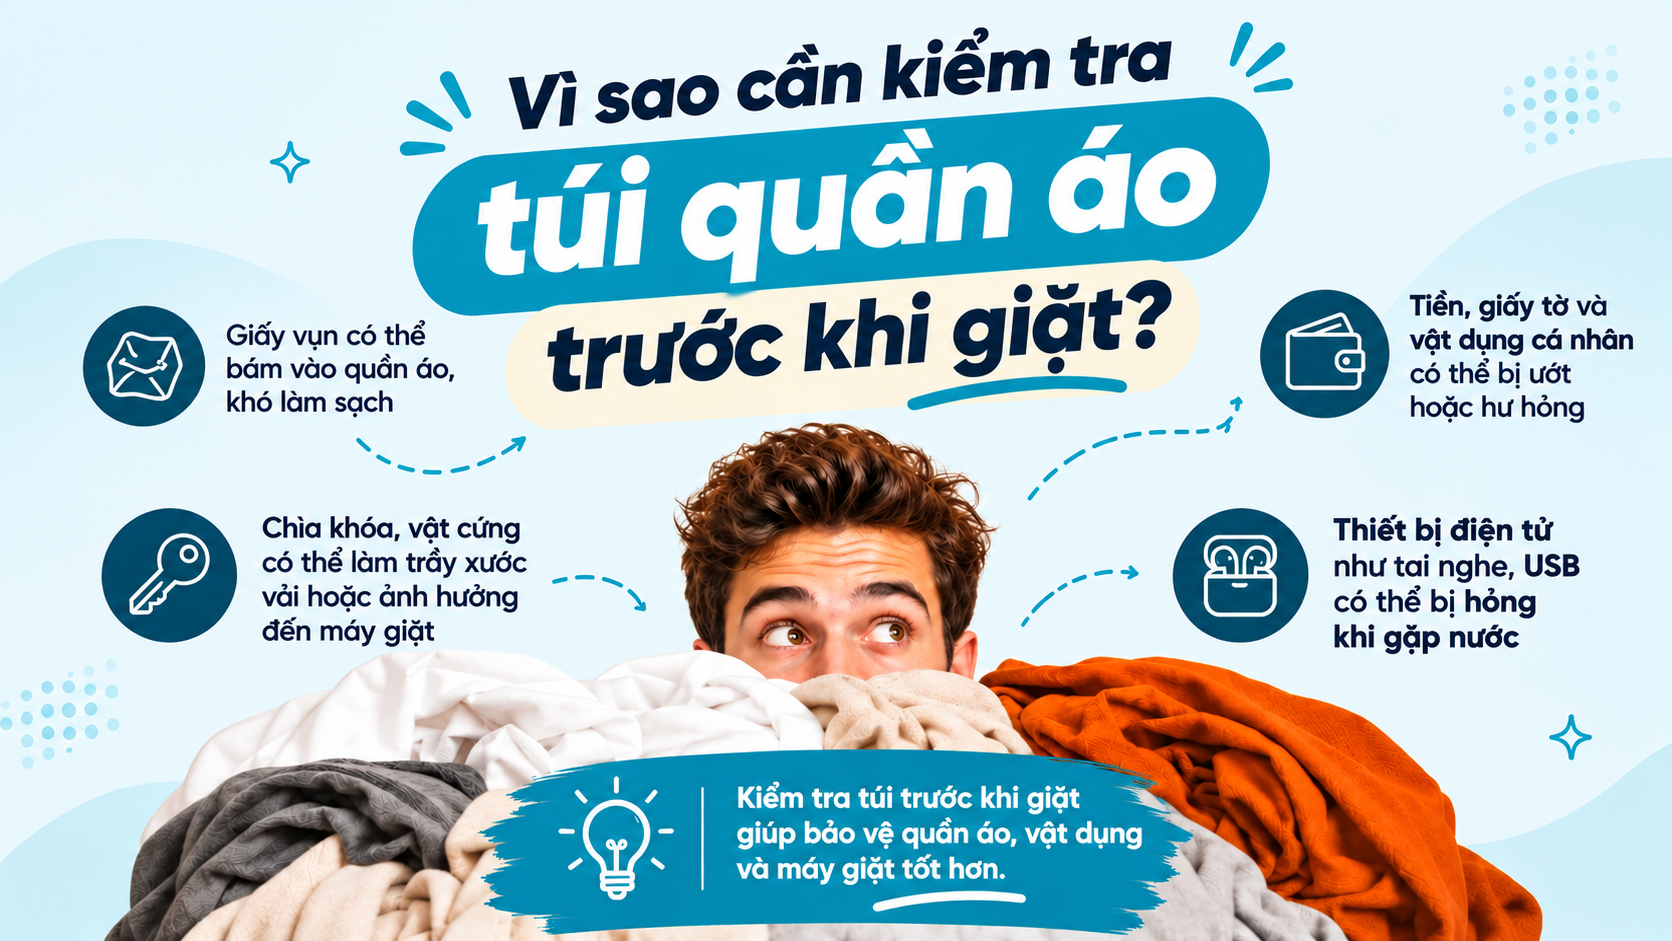 Vì sao cần kiểm tra
túi quần áo
trước khi giặt?
Giấy vụn có thể
bám vào quần áo,
khó làm sạch
Chìa khóa, vật cứng
có thể làm trầy xước
vải hoặc ảnh hưởng
đến máy giặt
Tiền, giấy tờ và
vật dụng cá nhân
có thể bị ướt
hoặc hư hỏng
Thiết bị điện tử
như tai nghe, USB
có thể bị hỏng
khi gặp nước
Kiểm tra túi trước khi giặt
giúp bảo vệ quần áo, vật dụng
và máy giặt tốt hơn.